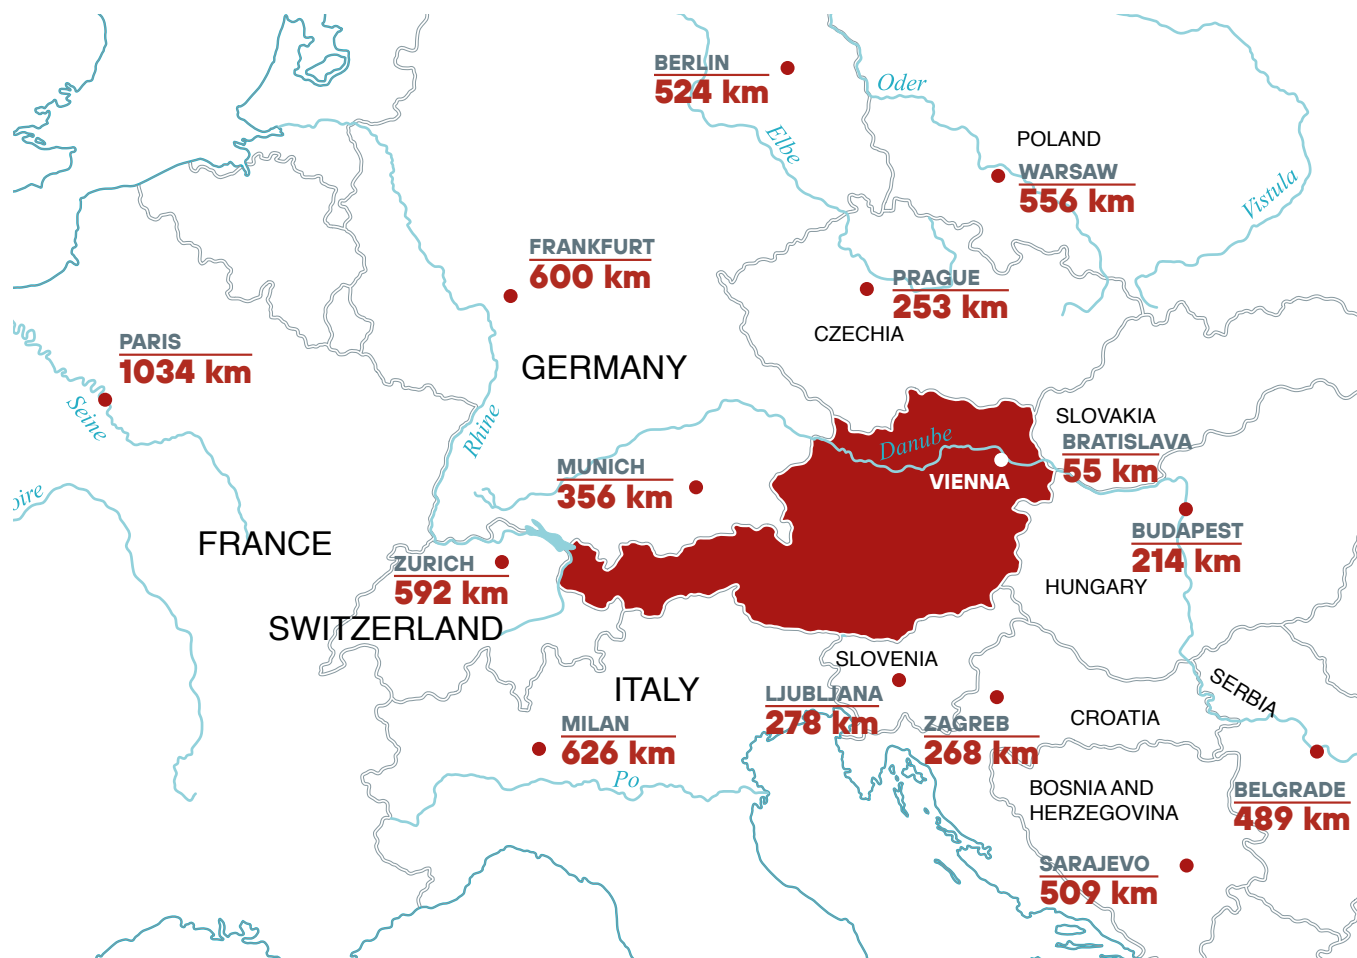 BERLIN
524 km
Oder
Elbe
POLAND
WARSAW
556 km
Vistula
FRANKFURT
600 km
PRAGUE
253 km
CZECHIA
PARIS
1034 km
Seine
GERMANY
Rhine
SLOVAKIA
BRATISLAVA
55 km
Danube
VIENNA
MUNICH
356 km
oire
FRANCE
BUDAPEST
214 km
ZURICH
592 km
HUNGARY
SWITZERLAND
SLOVENIA
ITALY
LJUBLJANA
278 km
SERBIA
MILAN
626 km
ZAGREB
268 km
CROATIA
Po
BOSNIA AND
HERZEGOVINA
BELGRADE
489 km
SARAJEVO
509 km